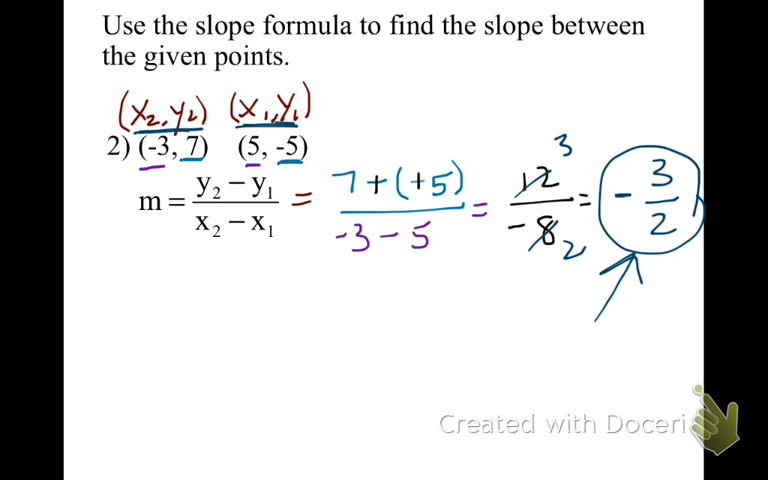 Use the slope formula to find the slope between
the given points.
(x₂, y₂) (x₁, y₁)
2) (-3, 7) (5, -5)
m = y₂ − y₁ / x₂ − x₁ = 7 + (+5) / -3 - 5 = 12 3 / -8 2 = - 3 / 2
Created with Doceri